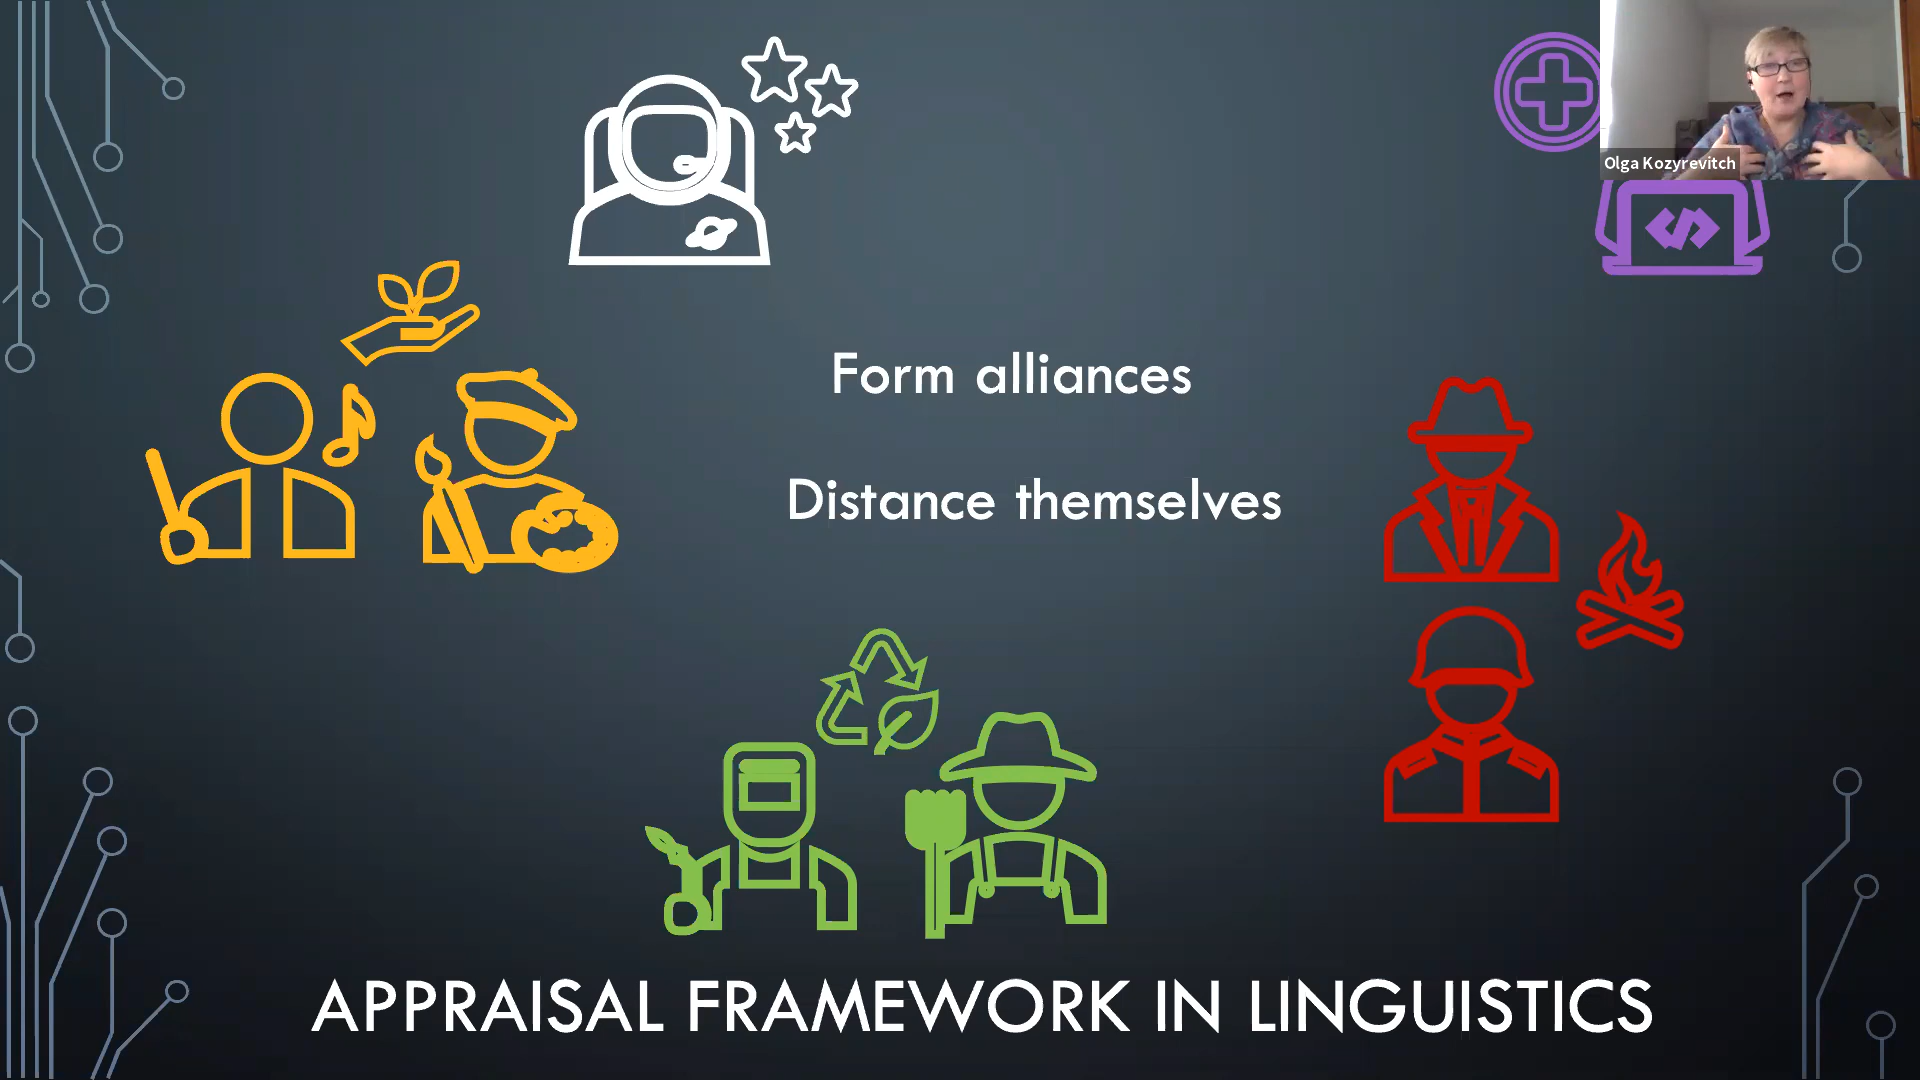 Olga Kozyrevitch
Form alliances
Distance themselves
APPRAISAL FRAMEWORK IN LINGUISTICS